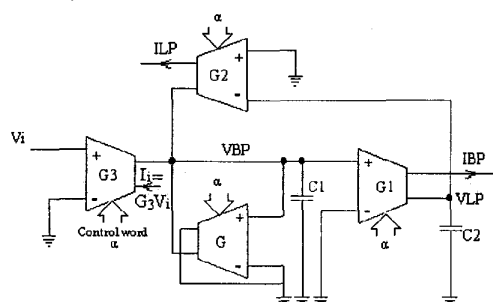 α
ILP
+
G2
-
Vi
+
G3
-
Ii=
G3Vi
Control word
α
VBP
α
+
G
-
C1
+
G1
-
α
IBP
VLP
C2